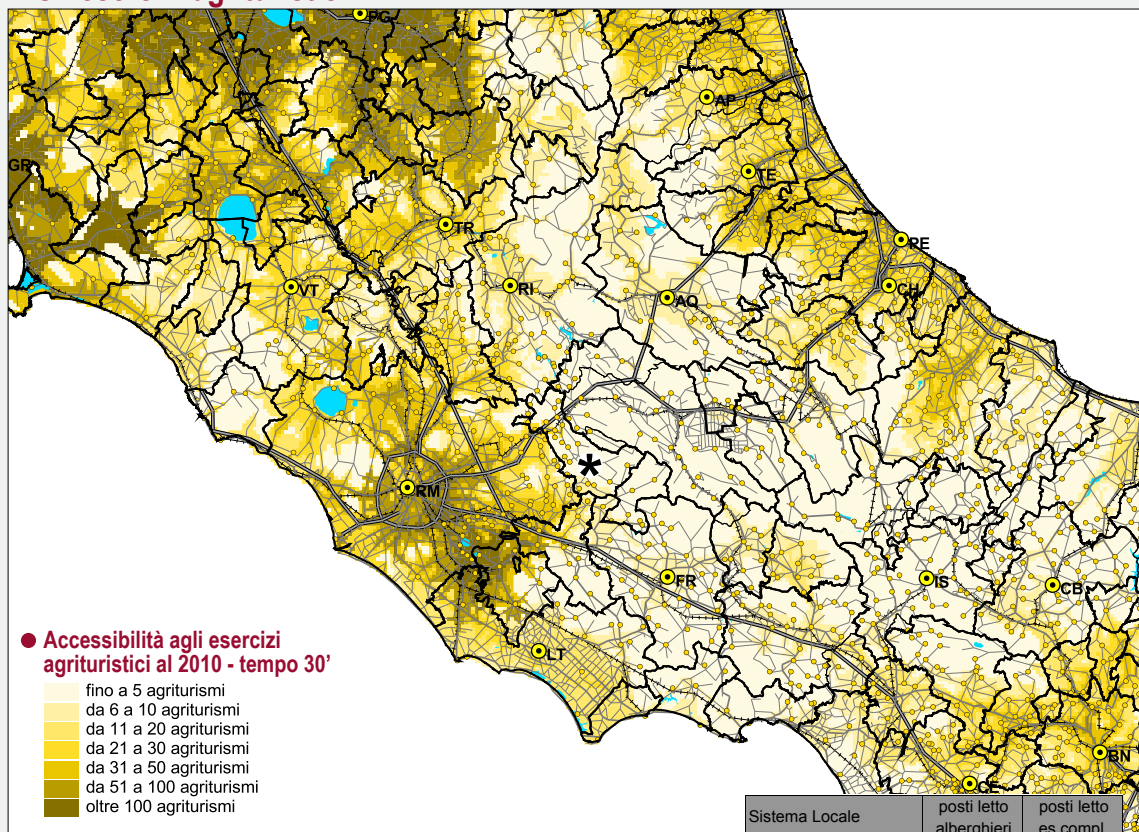 PG
AP
TE
GR
TR
PE
VT
RI
AQ
CH
*
RM
FR
IS
CB
LT
BN
CE
Accessibilità agli esercizi
agrituristici al 2010 - tempo 30’
fino a 5 agriturismi
da 6 a 10 agriturismi
da 11 a 20 agriturismi
da 21 a 30 agriturismi
da 31 a 50 agriturismi
da 51 a 100 agriturismi
oltre 100 agriturismi
Sistema Locale
posti letto
alberghieri
posti letto
es.compl.